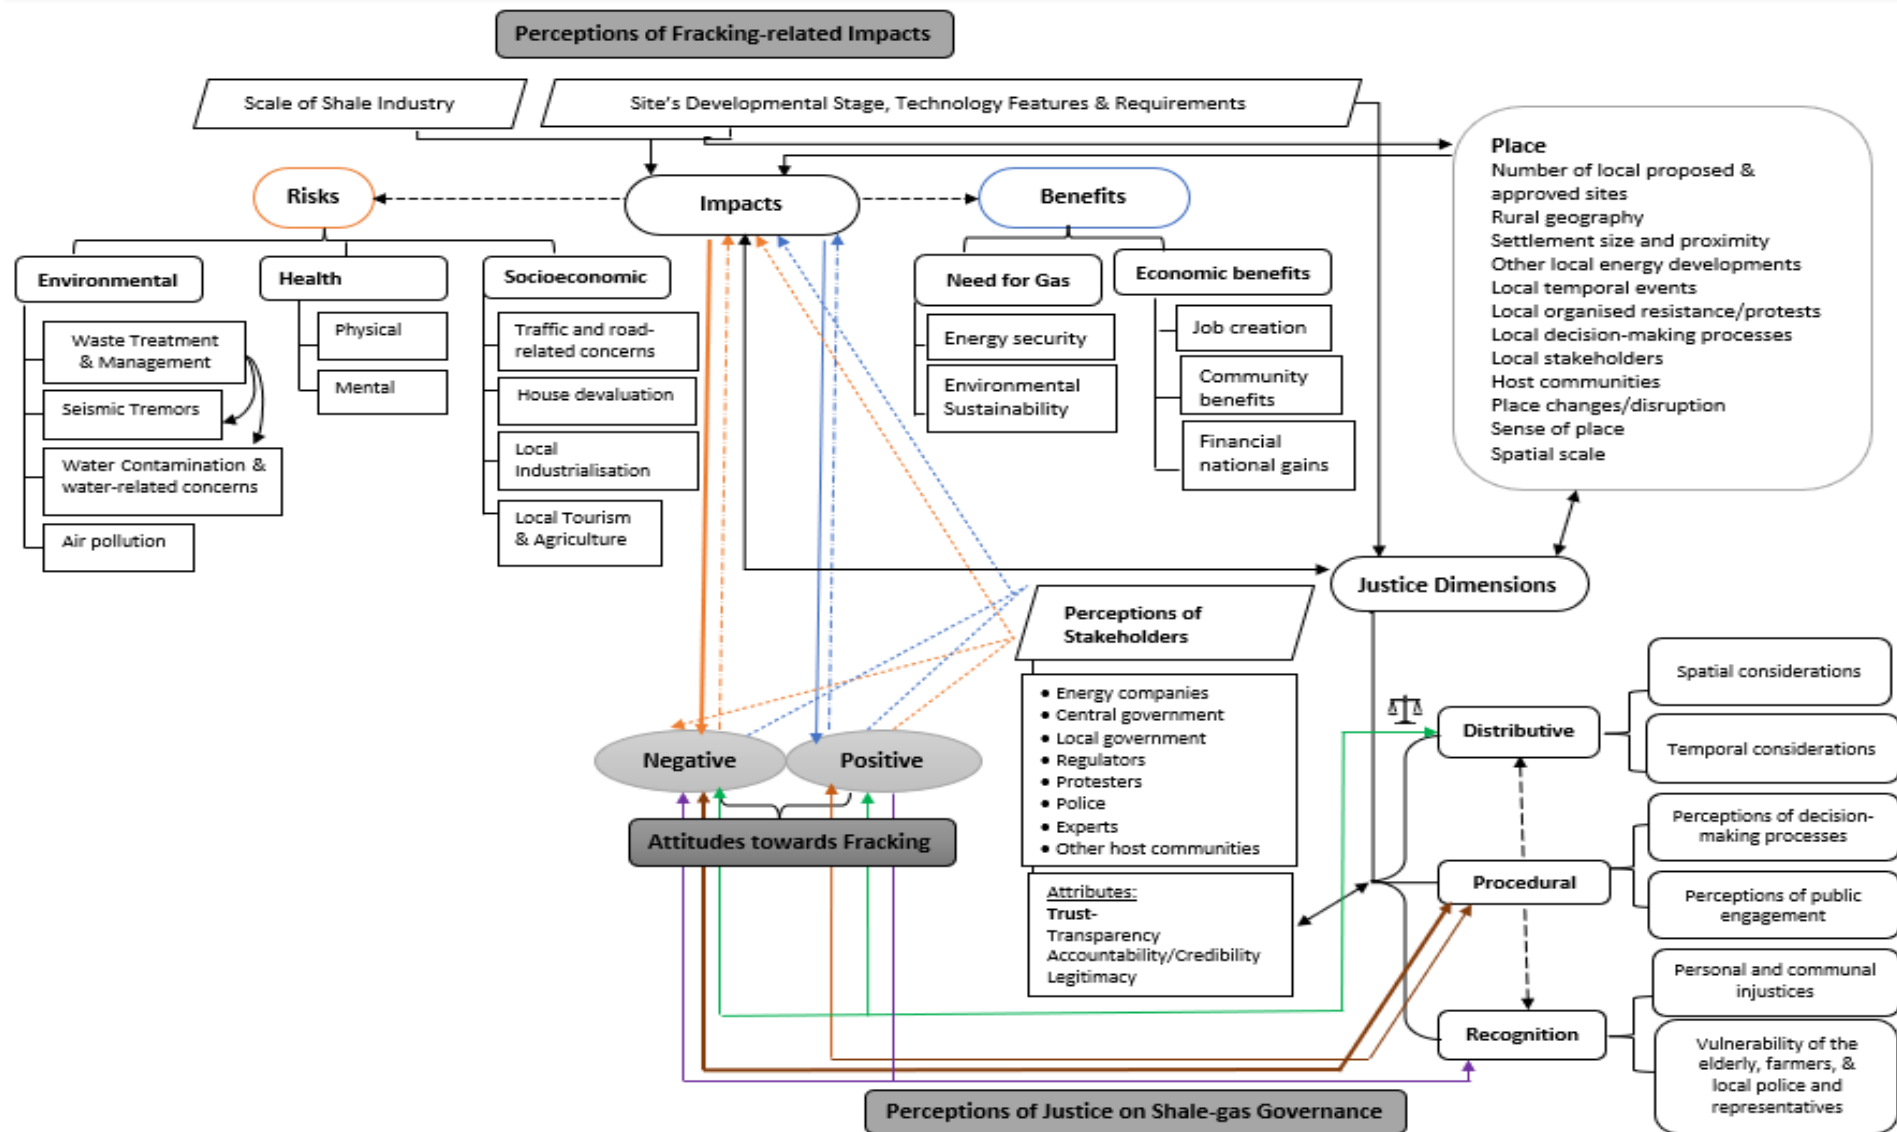 Perceptions of Fracking-related Impacts
Scale of Shale Industry
Site's Developmental Stage, Technology Features & Requirements
Place
Number of local proposed &
approved sites
Rural geography
Settlement size and proximity
Other local energy developments
Local temporal events
Local organised resistance/protests
Local decision-making processes
Local stakeholders
Host communities
Place changes/disruption
Sense of place
Spatial scale
Risks
Impacts
Benefits
Environmental
Waste Treatment
& Management
Seismic Tremors
Water Contamination &
water-related concerns
Air pollution
Health
Physical
Mental
Socioeconomic
Traffic and road-
related concerns
House devaluation
Local
Industrialisation
Local Tourism
& Agriculture
Need for Gas
Energy security
Environmental
Sustainability
Economic benefits
Job creation
Community
benefits
Financial
national gains
Justice Dimensions
Perceptions of
Stakeholders
• Energy companies
• Central government
• Local government
• Regulators
• Protesters
• Police
• Experts
• Other host communities
Attributes:
Trust-
Transparency
Accountability/Credibility
Legitimacy
Negative
Positive
Attitudes towards Fracking
Distributive
Spatial considerations
Temporal considerations
Procedural
Perceptions of decision-
making processes
Perceptions of public
engagement
Recognition
Personal and communal
injustices
Vulnerability of the
elderly, farmers, &
local police and
representatives
Perceptions of Justice on Shale-gas Governance